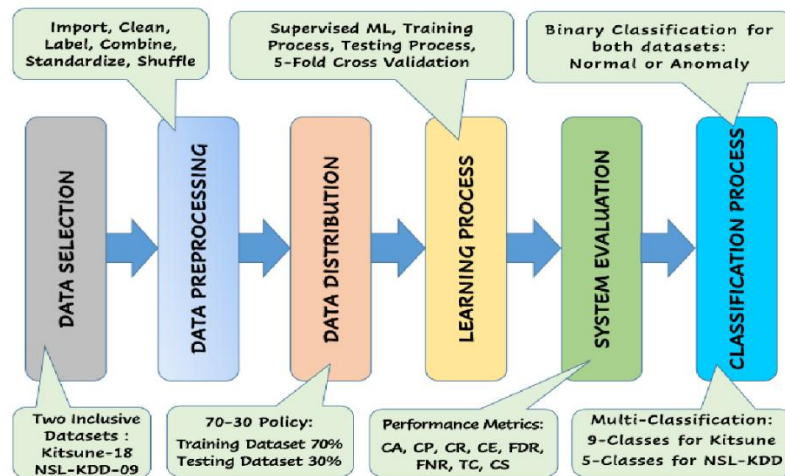 Import, Clean,
Label, Combine,
Standardize, Shuffle
Supervised ML, Training
Process, Testing Process,
5-Fold Cross Validation
Binary Classification for
both datasets:
Normal or Anomaly
DATA SELECTION
DATA PREPROCESSING
DATA DISTRIBUTION
LEARNING PROCESS
SYSTEM EVALUATION
CLASSIFICATION PROCESS
Two Inclusive
Datasets :
Kitsune-18
NSL-KDD-09
70-30 Policy:
Training Dataset 70%
Testing Dataset 30%
Performance Metrics:
CA, CP, CR, CE, FDR,
FNR, TC, CS
Multi-Classification:
9-Classes for Kitsune
5-Classes for NSL-KDD